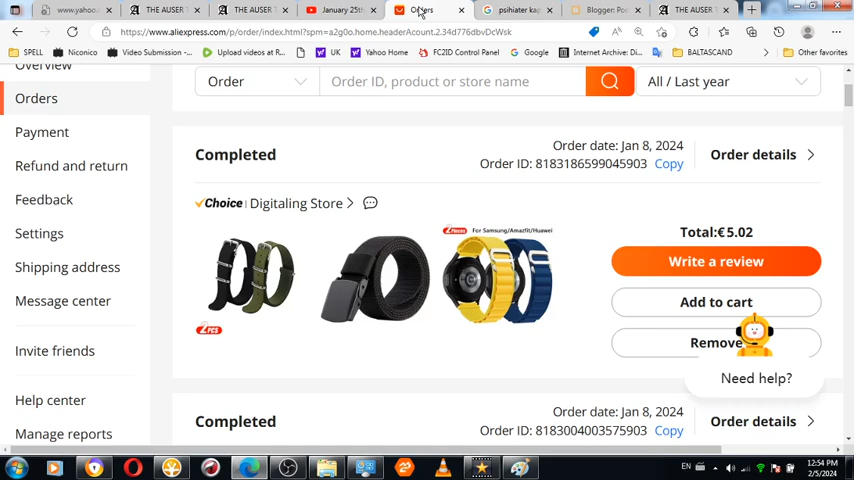 www.yahoo.
THE AUSER T
THE AUSER T
January 25th
Orders
psihiater ka
Blogger: Po
THE AUSER T
https://www.aliexpress.com/p/order/index.html?spm=a2g0o.home.headerAcount.2.34d776dbvDcWsk
SPELL
Niconico
Video Submission -...
Upload videos at R...
UK
Yahoo Home
FC2ID Control Panel
Google
Internet Archive: Di...
BALTASCAND
Other favorites
Overview
Orders
Payment
Refund and return
Feedback
Settings
Shipping address
Message center
Invite friends
Help center
Manage reports
Order
Order ID, product or store name
All / Last year
Completed
Order date: Jan 8, 2024
Order ID: 8183186599045903 Copy
Order details
Choice | Digitaling Store
2PCS
2 Pieces For Samsung/Amazfit/Huawei
Total:€5.02
Write a review
Add to cart
Remove
Need help?
Completed
Order date: Jan 8, 2024
Order ID: 8183004003575903 Copy
Order details
EN
12:54 PM
2/5/2024